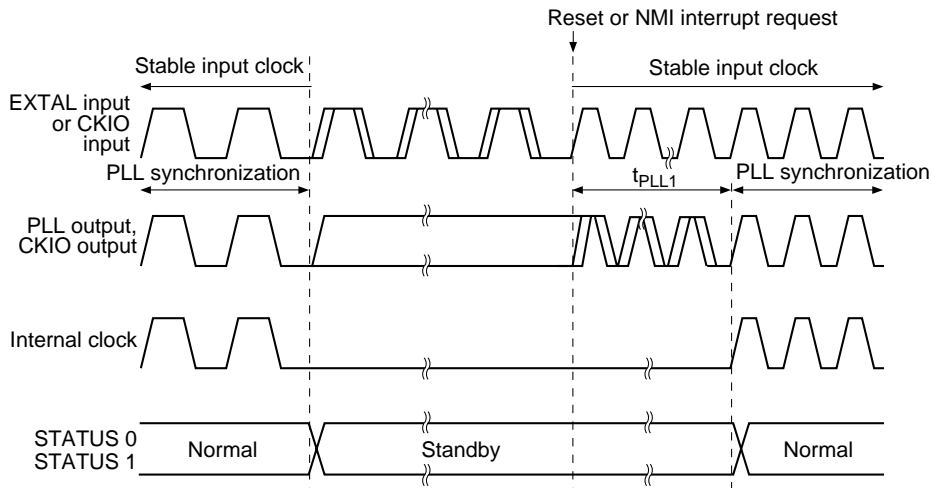 Reset or NMI interrupt request
Stable input clock
Stable input clock
EXTAL input
or CKIO
input
PLL synchronization
tPLL1
PLL synchronization
PLL output,
CKIO output
Internal clock
STATUS 0
STATUS 1
Normal
Standby
Normal